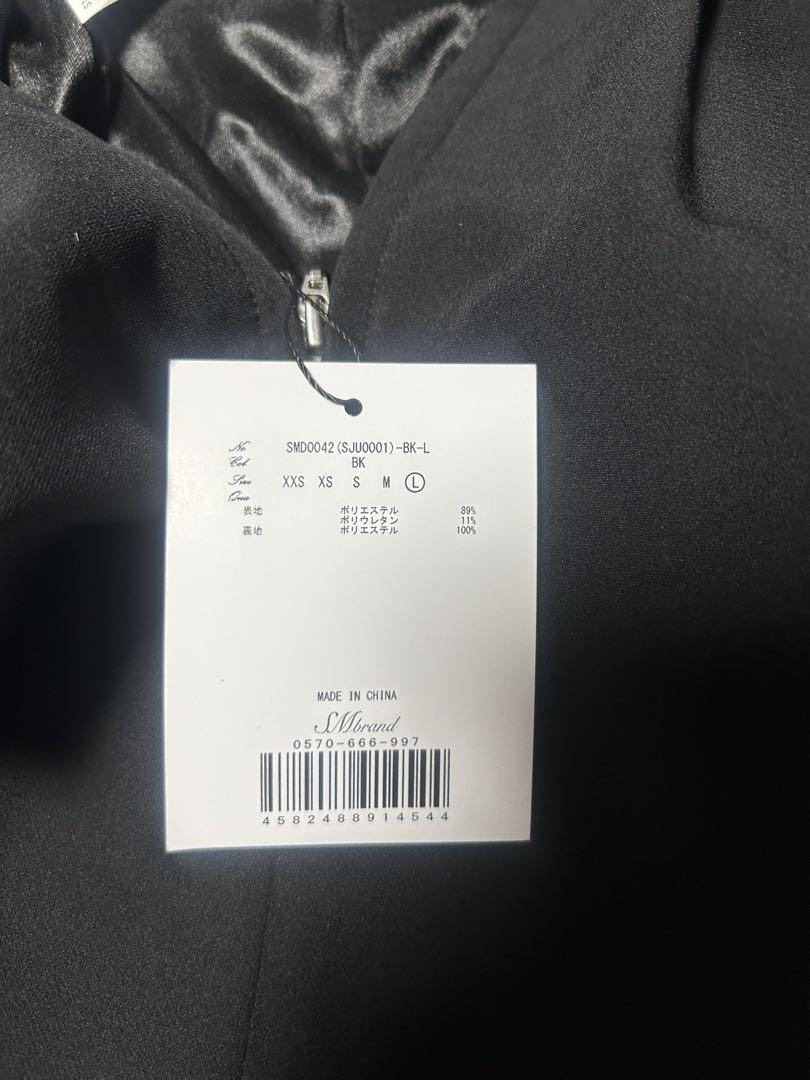 No SMD0042(SJU0001)-BK-L
Col BK
Size XXS XS S M L
Qua
表地 ポリエステル 89%
ポリウレタン 11%
裏地 ポリエステル 100%
MADE IN CHINA
SMbrand
0570-666-997
4582488914544